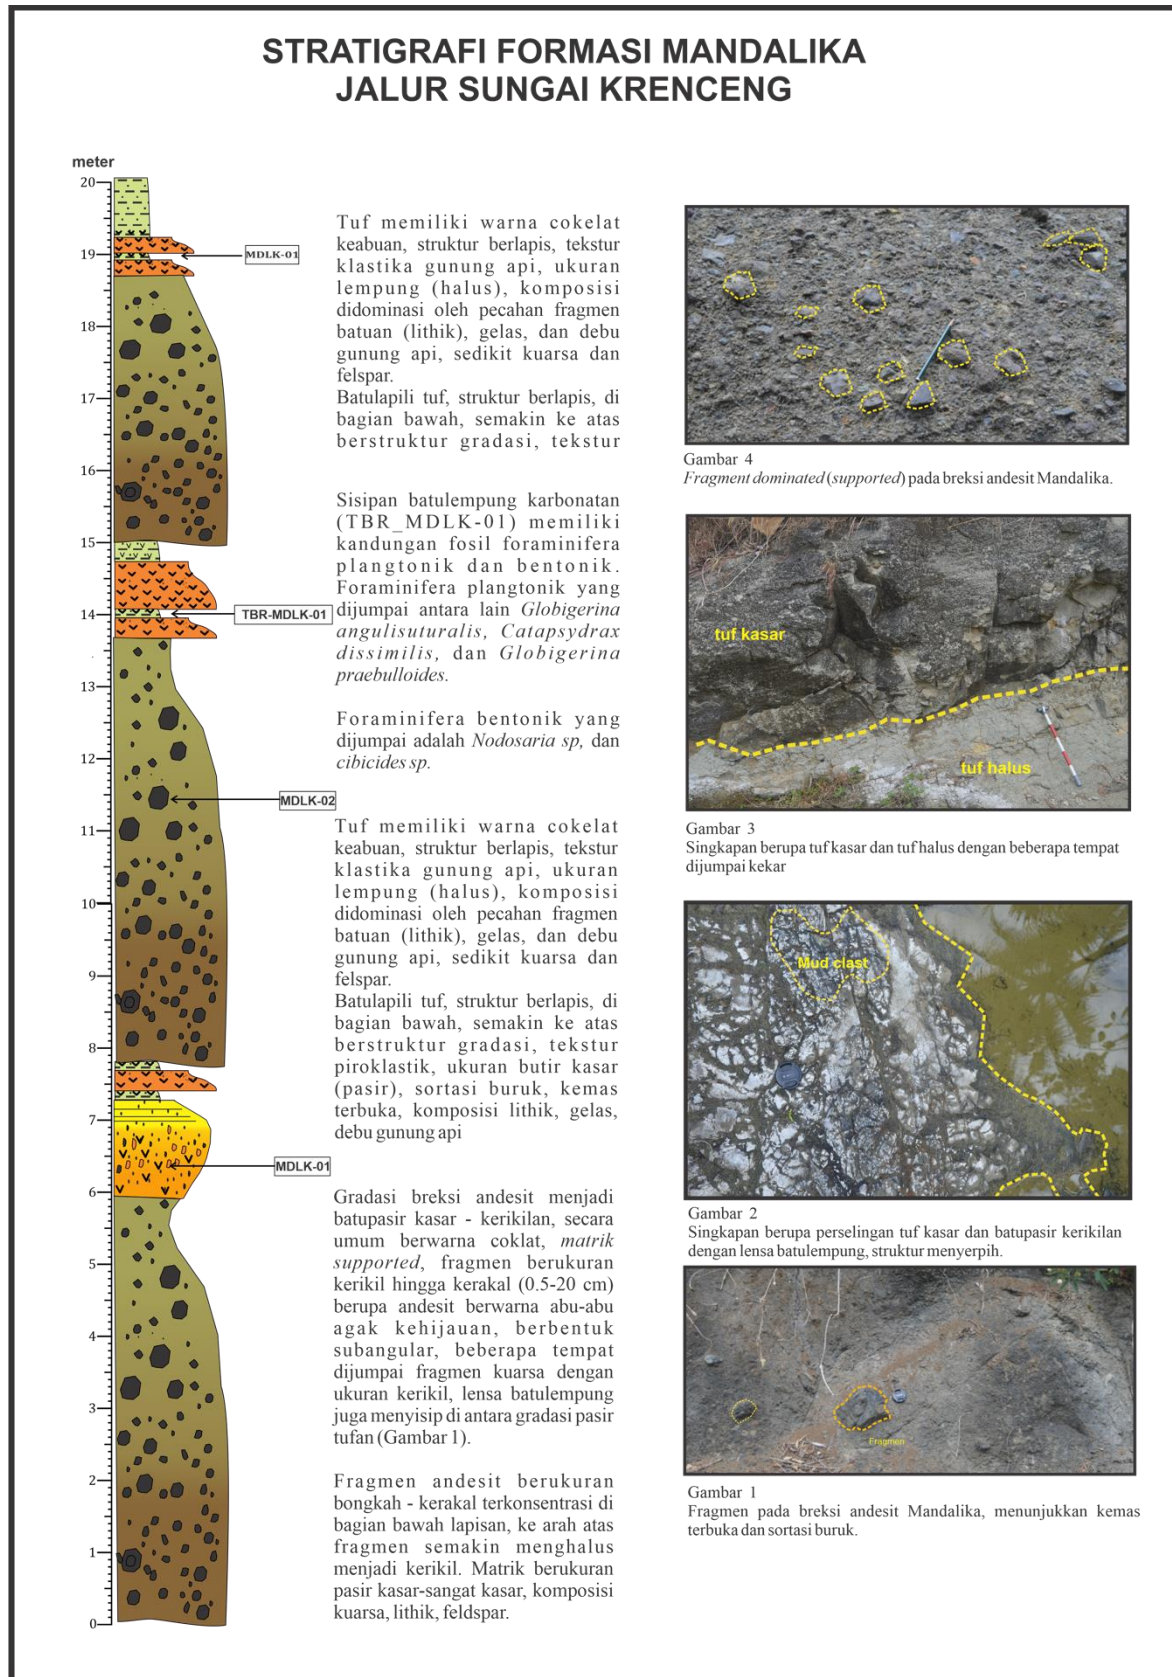 STRATIGRAFI FORMASI MANDALIKA
JALUR SUNGAI KRENCENG
meter
20
19
18
17
16
15
14
13
12
11
10
9
8
7
6
5
4
3
2
1
0
MDLK-01
TBR-MDLK-01
MDLK-02
MDLK-01
Tuf memiliki warna cokelat
keabuan, struktur berlapis, tekstur
klastika gunung api, ukuran
lempung (halus), komposisi
didominasi oleh pecahan fragmen
batuan (lithik), gelas, dan debu
gunung api, sedikit kuarsa dan
felspar.
Batulapili tuf, struktur berlapis, di
bagian bawah, semakin ke atas
berstruktur gradasi, tekstur
Sisipan batulempung karbonatan
(TBR_MDLK-01) memiliki
kandungan fosil foraminifera
plangtonik dan bentonik.
Foraminifera plangtonik yang
dijumpai antara lain Globigerina
angulisuturalis, Catapsydrax
dissimilis, dan Globigerina
praebulloides.
Foraminifera bentonik yang
dijumpai adalah Nodosaria sp, dan
cibicides sp.
Tuf memiliki warna cokelat
keabuan, struktur berlapis, tekstur
klastika gunung api, ukuran
lempung (halus), komposisi
didominasi oleh pecahan fragmen
batuan (lithik), gelas, dan debu
gunung api, sedikit kuarsa dan
felspar.
Batulapili tuf, struktur berlapis, di
bagian bawah, semakin ke atas
berstruktur gradasi, tekstur
piroklastik, ukuran butir kasar
(pasir), sortasi buruk, kemas
terbuka, komposisi lithik, gelas,
debu gunung api
Gradasi breksi andesit menjadi
batupasir kasar - kerikilan, secara
umum berwarna coklat, matrik
supported, fragmen berukuran
kerikil hingga kerakal (0.5-20 cm)
berupa andesit berwarna abu-abu
agak kehijauan, berbentuk
subangular, beberapa tempat
dijumpai fragmen kuarsa dengan
ukuran kerikil, lensa batulempung
juga menyisip di antara gradasi pasir
tufan (Gambar 1).
Fragmen andesit berukuran
bongkah - kerakal terkonsentrasi di
bagian bawah lapisan, ke arah atas
fragmen semakin menghalus
menjadi kerikil. Matrik berukuran
pasir kasar-sangat kasar, komposisi
kuarsa, lithik, feldspar.
Gambar 4
Fragment dominated (supported) pada breksi andesit Mandalika.
tuf kasar
tuf halus
Gambar 3
Singkapan berupa tuf kasar dan tuf halus dengan beberapa tempat
dijumpai kekar
Mud clast
Gambar 2
Singkapan berupa perselingan tuf kasar dan batupasir kerikilan
dengan lensa batulempung, struktur menyerpih.
Fragmen
Gambar 1
Fragmen pada breksi andesit Mandalika, menunjukkan kemas
terbuka dan sortasi buruk.